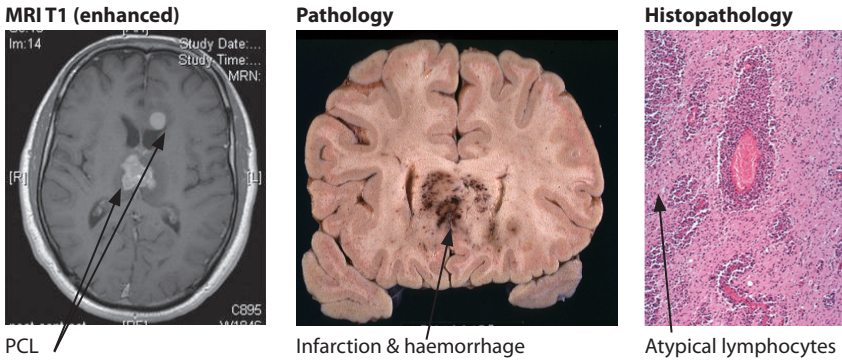 MRI T1 (enhanced)
Pathology
Histopathology
Im:14
Study Date:...
Study Time:...
MRN:
[R]
[L]
C895
PCL
Infarction & haemorrhage
Atypical lymphocytes